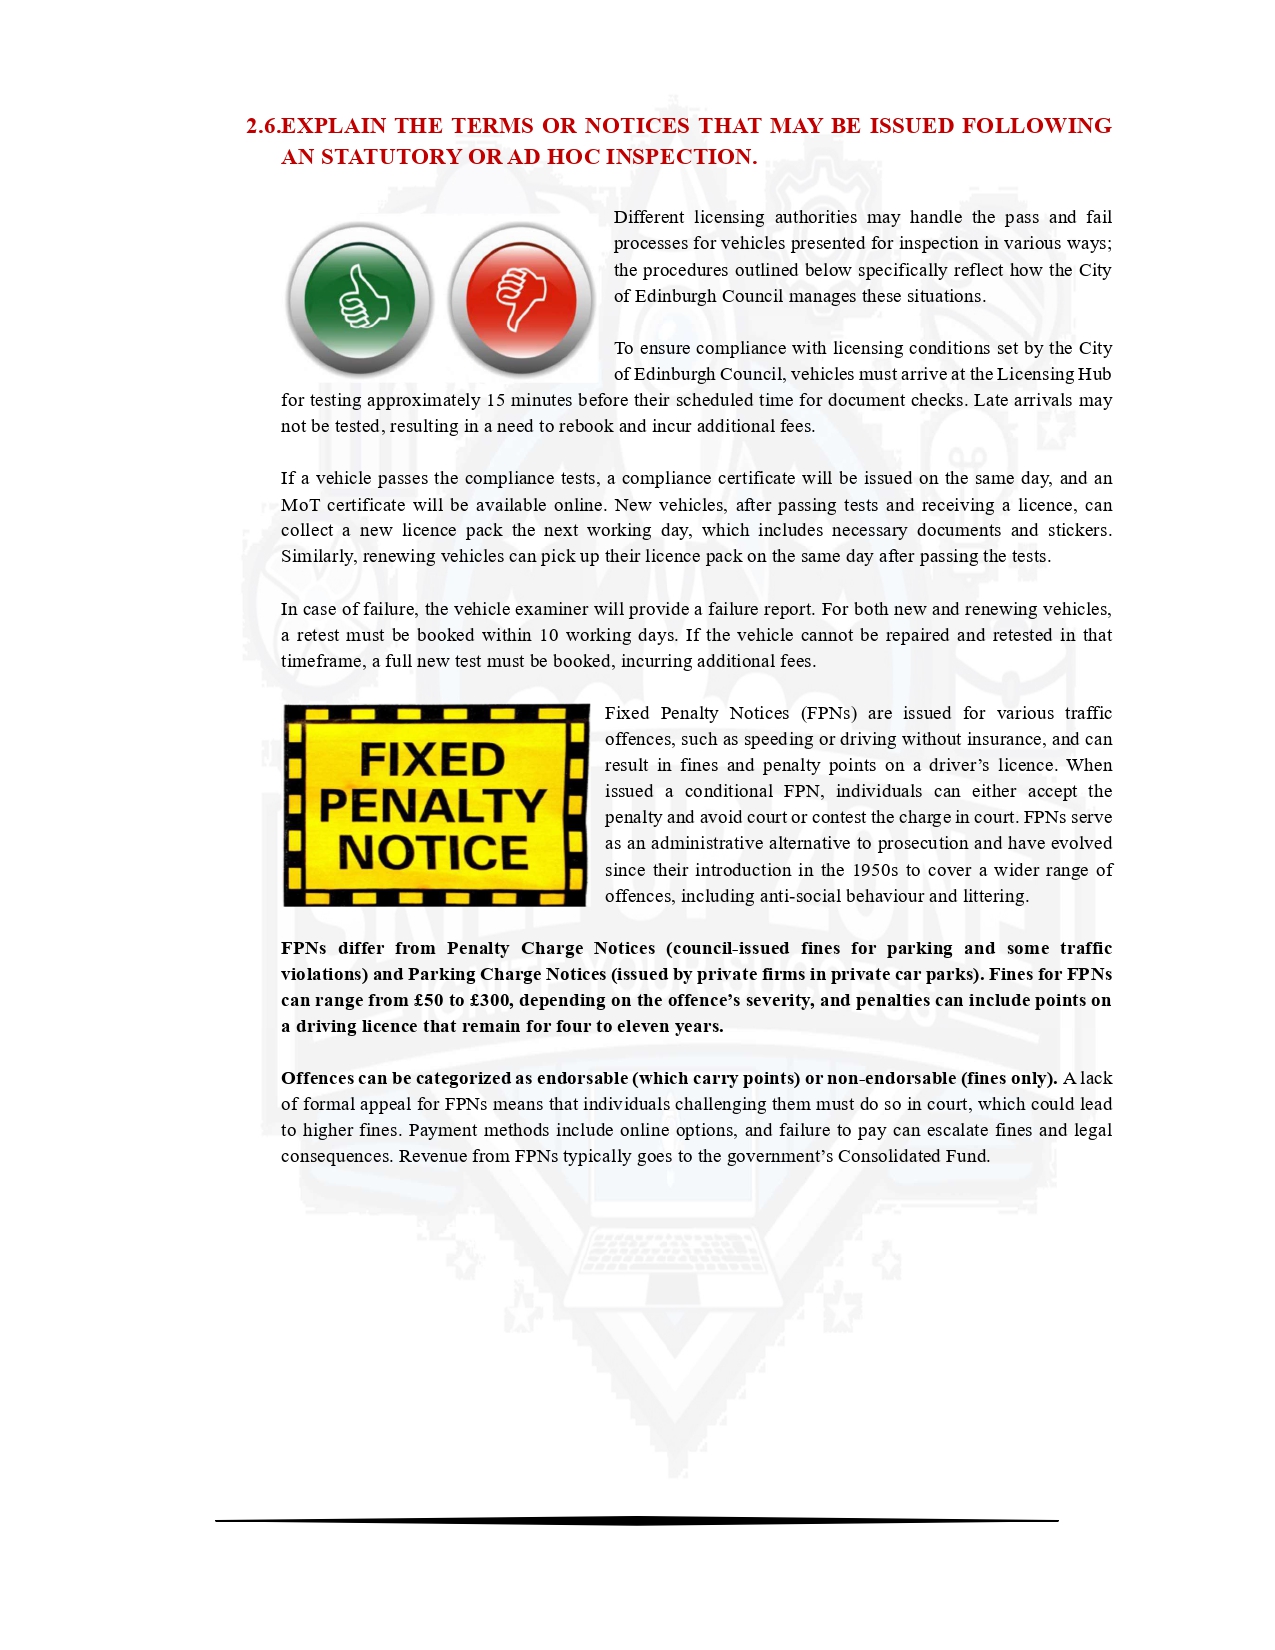 2.6.EXPLAIN THE TERMS OR NOTICES THAT MAY BE ISSUED FOLLOWING
AN STATUTORY OR AD HOC INSPECTION.
Different licensing authorities may handle the pass and fail
processes for vehicles presented for inspection in various ways;
the procedures outlined below specifically reflect how the City
of Edinburgh Council manages these situations.
To ensure compliance with licensing conditions set by the City
of Edinburgh Council, vehicles must arrive at the Licensing Hub
for testing approximately 15 minutes before their scheduled time for document checks. Late arrivals may
not be tested, resulting in a need to rebook and incur additional fees.
If a vehicle passes the compliance tests, a compliance certificate will be issued on the same day, and an
MoT certificate will be available online. New vehicles, after passing tests and receiving a licence, can
collect a new licence pack the next working day, which includes necessary documents and stickers.
Similarly, renewing vehicles can pick up their licence pack on the same day after passing the tests.
In case of failure, the vehicle examiner will provide a failure report. For both new and renewing vehicles,
a retest must be booked within 10 working days. If the vehicle cannot be repaired and retested in that
timeframe, a full new test must be booked, incurring additional fees.
FIXED
PENALTY
NOTICE
Fixed Penalty Notices (FPNs) are issued for various traffic
offences, such as speeding or driving without insurance, and can
result in fines and penalty points on a driver's licence. When
issued a conditional FPN, individuals can either accept the
penalty and avoid court or contest the charge in court. FPNs serve
as an administrative alternative to prosecution and have evolved
since their introduction in the 1950s to cover a wider range of
offences, including anti-social behaviour and littering.
FPNs differ from Penalty Charge Notices (council-issued fines for parking and some traffic
violations) and Parking Charge Notices (issued by private firms in private car parks). Fines for FPNs
can range from £50 to £300, depending on the offence's severity, and penalties can include points on
a driving licence that remain for four to eleven years.
Offences can be categorized as endorsable (which carry points) or non-endorsable (fines only). A lack
of formal appeal for FPNs means that individuals challenging them must do so in court, which could lead
to higher fines. Payment methods include online options, and failure to pay can escalate fines and legal
consequences. Revenue from FPNs typically goes to the government's Consolidated Fund.